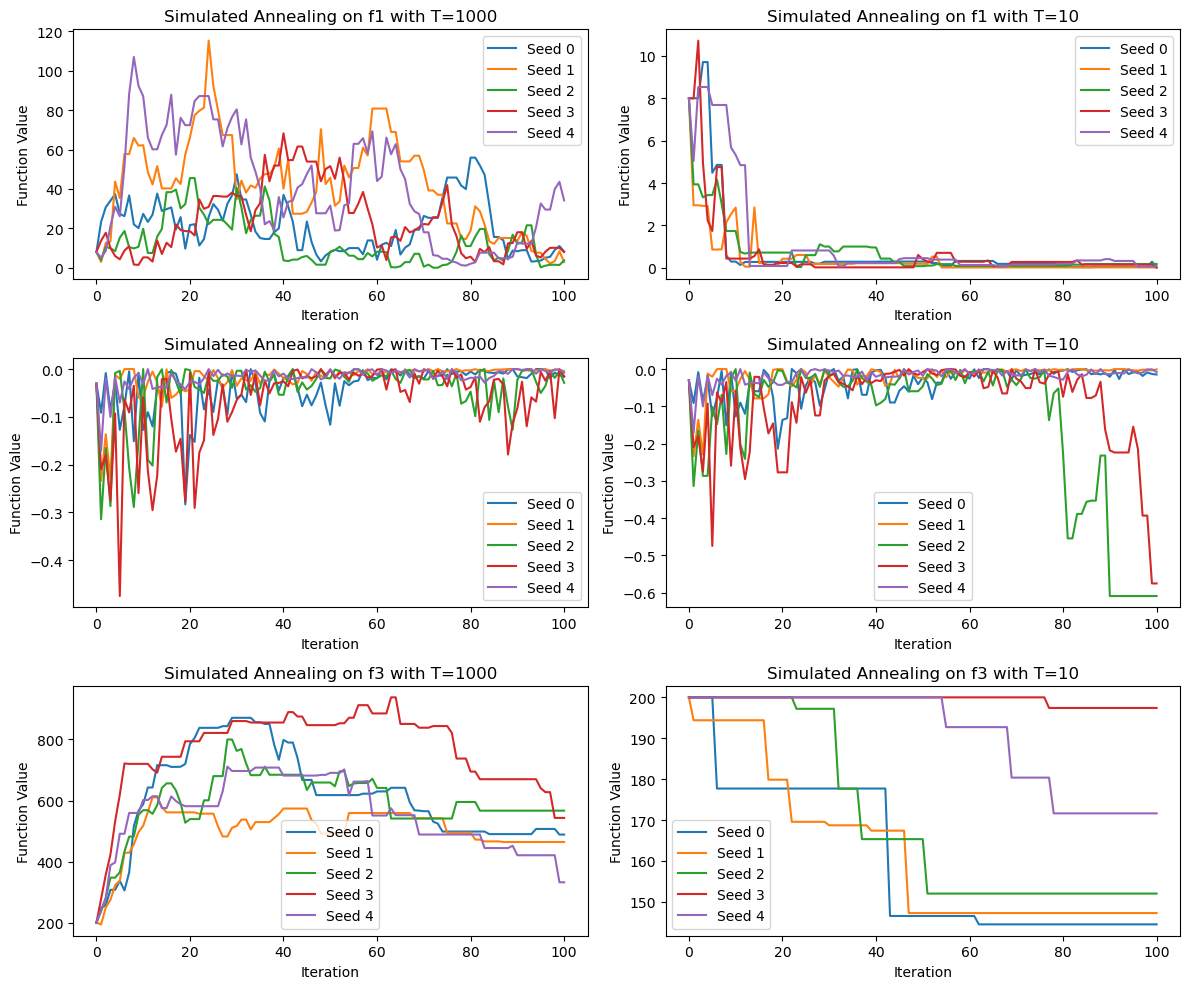 Simulated Annealing on f1 with T=1000
Function Value
120
100
80
60
40
20
0
Seed 0
Seed 1
Seed 2
Seed 3
Seed 4
0 20 40 60 80 100
Iteration
Simulated Annealing on f1 with T=10
Function Value
10
8
6
4
2
0
Seed 0
Seed 1
Seed 2
Seed 3
Seed 4
0 20 40 60 80 100
Iteration
Simulated Annealing on f2 with T=1000
Function Value
0.0
−0.1
−0.2
−0.3
−0.4
Seed 0
Seed 1
Seed 2
Seed 3
Seed 4
0 20 40 60 80 100
Iteration
Simulated Annealing on f2 with T=10
Function Value
0.0
−0.1
−0.2
−0.3
−0.4
−0.5
−0.6
Seed 0
Seed 1
Seed 2
Seed 3
Seed 4
0 20 40 60 80 100
Iteration
Simulated Annealing on f3 with T=1000
Function Value
800
600
400
200
Seed 0
Seed 1
Seed 2
Seed 3
Seed 4
0 20 40 60 80 100
Iteration
Simulated Annealing on f3 with T=10
Function Value
200
190
180
170
160
150
Seed 0
Seed 1
Seed 2
Seed 3
Seed 4
0 20 40 60 80 100
Iteration